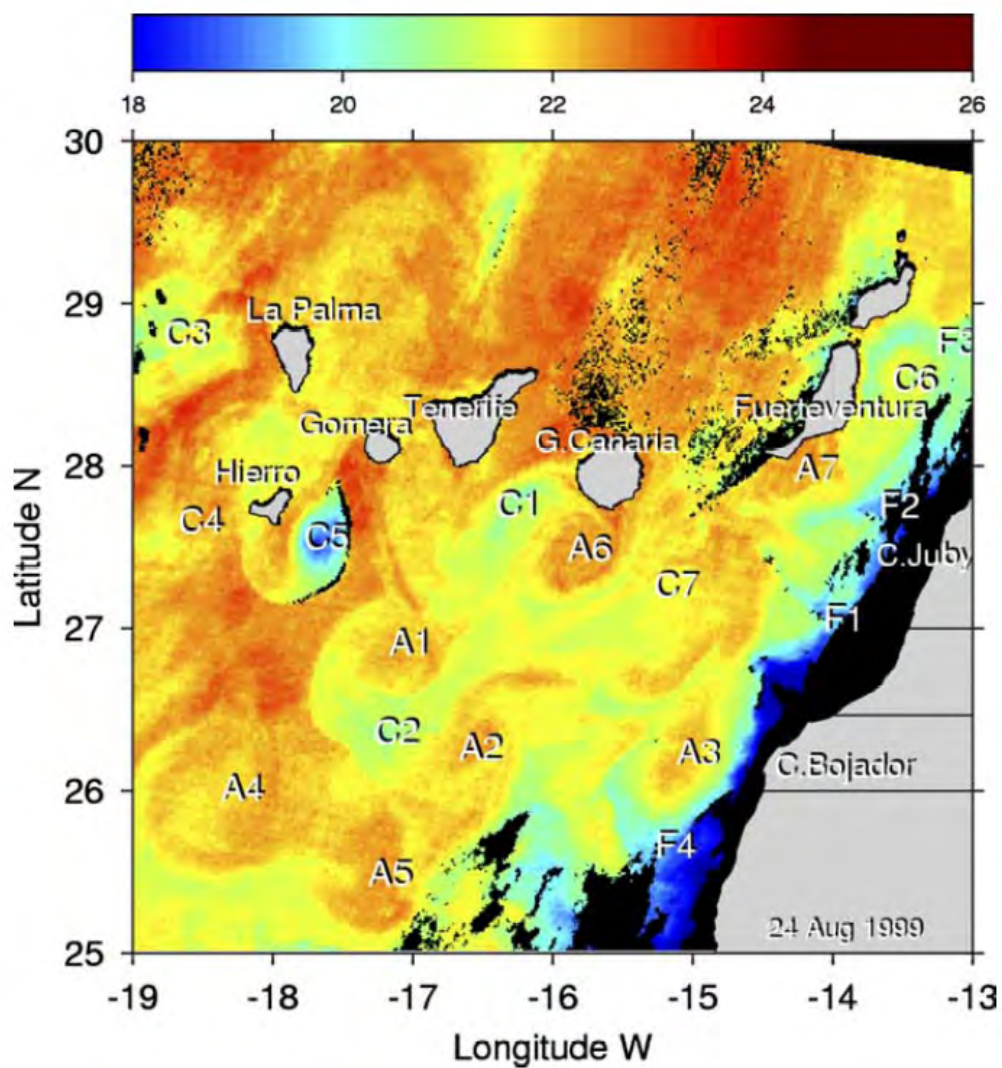 18 20 22 24 26
30
29
28
27
26
25
Latitude N
La Palma
C3
F3
C6
Gomera
Tenerife
Fuerteventura
G.Canaria
Hierro
A7
C4
C5
C1
F2
A6
C.Juby
C7
F1
A1
C2
A2
A3
C.Bojador
A4
F4
A5
24 Aug 1999
-19 -18 -17 -16 -15 -14 -13
Longitude W